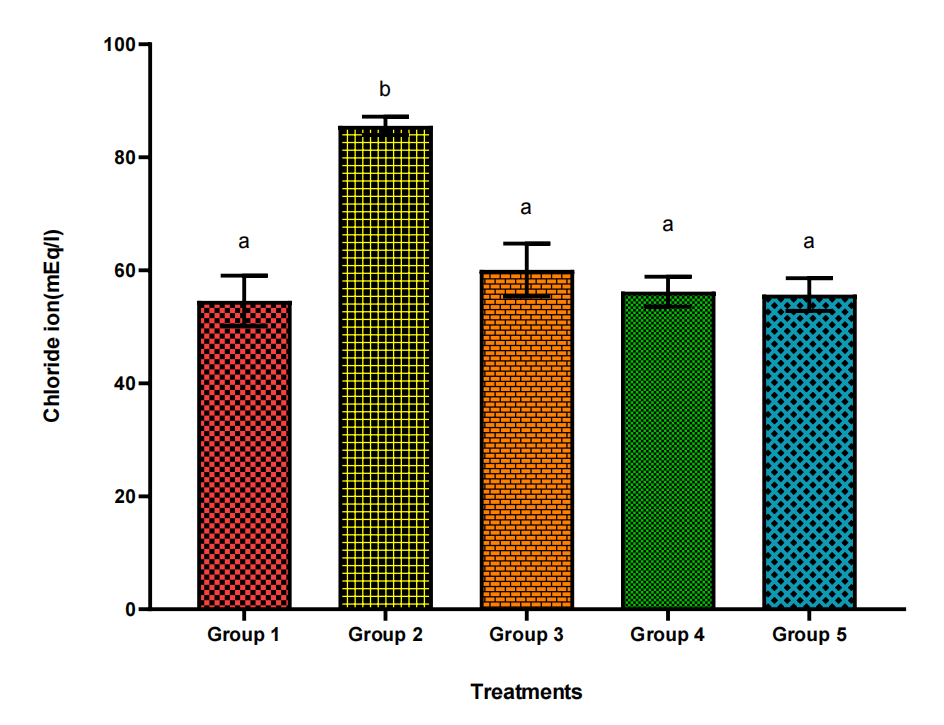 100
80
60
40
20
0
Chloride ion(mEq/l)
a
b
a
a
a
Group 1
Group 2
Group 3
Group 4
Group 5
Treatments